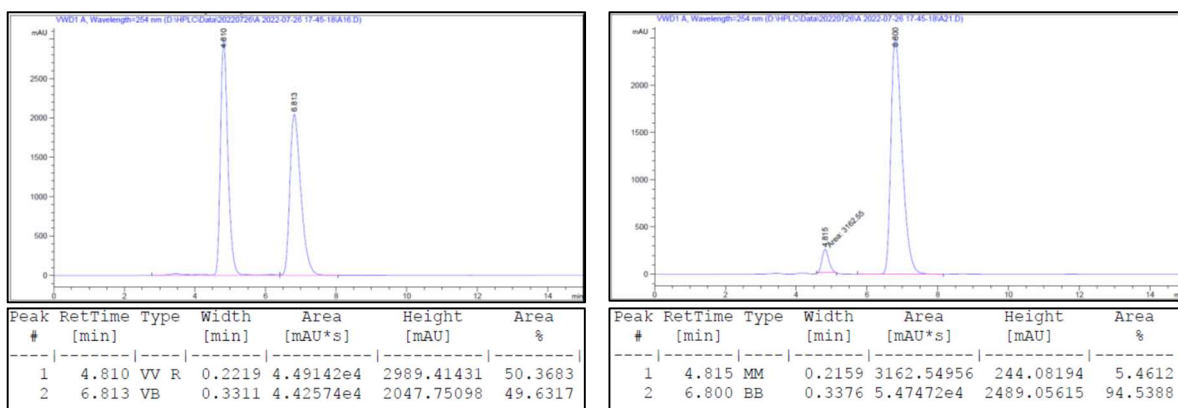 VWD1 A, Wavelength=254 nm (D:\HPLC\Data\20220726\A 2022-07-26 17-45-18\A16.D)
mAU
4.810
6.813
2500
2000
1500
1000
500
0
0 2 4 6 8 10 12 14 min
Peak RetTime Type Width Area Height Area
# [min] [min] [mAU*s] [mAU] %
----|-------|----|-------|----------|----------|--------|
1 4.810 VV R 0.2219 4.49142e4 2989.41431 50.3683
2 6.813 VB 0.3311 4.42574e4 2047.75098 49.6317
VWD1 A, Wavelength=254 nm (D:\HPLC\Data\20220726\A 2022-07-26 17-45-18\A21.D)
mAU
6.800
2000
1500
1000
500
0
4.815
Area: 3162.55
0 2 4 6 8 10 12 14
Peak RetTime Type Width Area Height Area
# [min] [min] [mAU*s] [mAU] %
----|-------|----|-------|----------|----------|--------|
1 4.815 MM 0.2159 3162.54956 244.08194 5.4612
2 6.800 BB 0.3376 5.47472e4 2489.05615 94.5388